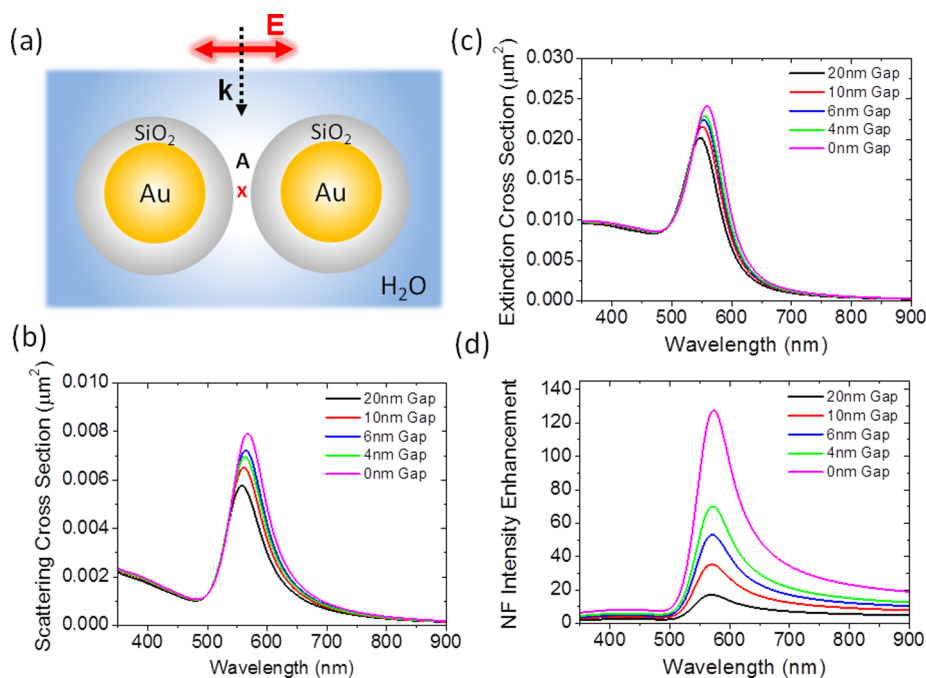 (a)
E
k
SiO₂
SiO₂
A
x
Au
Au
H₂O
(b)
Scattering Cross Section (μm²)
0.010
0.008
0.006
0.004
0.002
0.000
20nm Gap
10nm Gap
6nm Gap
4nm Gap
0nm Gap
400 500 600 700 800 900
Wavelength (nm)
(c)
Extinction Cross Section (μm²)
0.030
0.025
0.020
0.015
0.010
0.005
0.000
20nm Gap
10nm Gap
6nm Gap
4nm Gap
0nm Gap
400 500 600 700 800 900
Wavelength (nm)
(d)
NF Intensity Enhancement
140
120
100
80
60
40
20
0
20nm Gap
10nm Gap
6nm Gap
4nm Gap
0nm Gap
400 500 600 700 800 900
Wavelength (nm)